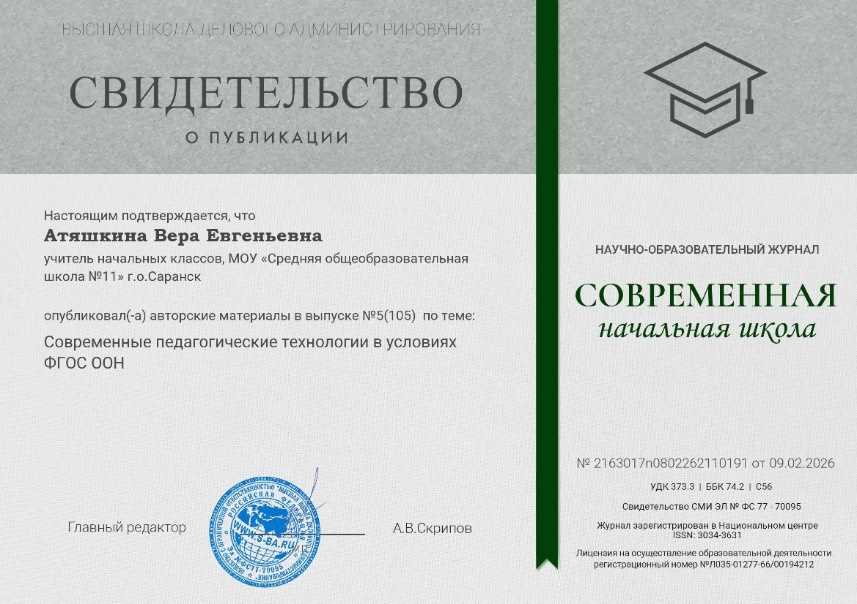 ВЫСШАЯ ШКОЛА ДЕЛОВОГО АДМИНИСТРИРОВАНИЯ
СВИДЕТЕЛЬСТВО
О ПУБЛИКАЦИИ
Настоящим подтверждается, что
Атяшкина Вера Евгеньевна
учитель начальных классов, МОУ «Средняя общеобразовательная
школа №11» г.о.Саранск
опубликовал(-а) авторские материалы в выпуске №5(105) по теме:
Современные педагогические технологии в условиях
ФГОС ООН
Главный редактор
РОССИЙСКАЯ ФЕДЕРАЦИЯ
WWW.S-BA.RU
А.В.Скрипов
НАУЧНО-ОБРАЗОВАТЕЛЬНЫЙ ЖУРНАЛ
СОВРЕМЕННАЯ
начальная школа
№ 2163017n0802262110191 от 09.02.2026
УДК 373.3 | ББК 74.2 | С56
Свидетельство СМИ ЭЛ № ФС 77 - 70095
Журнал зарегистрирован в Национальном центре
ISSN: 3034-3631
Лицензия на осуществление образовательной деятельности
регистрационный номер №Л035-01277-66/00194212